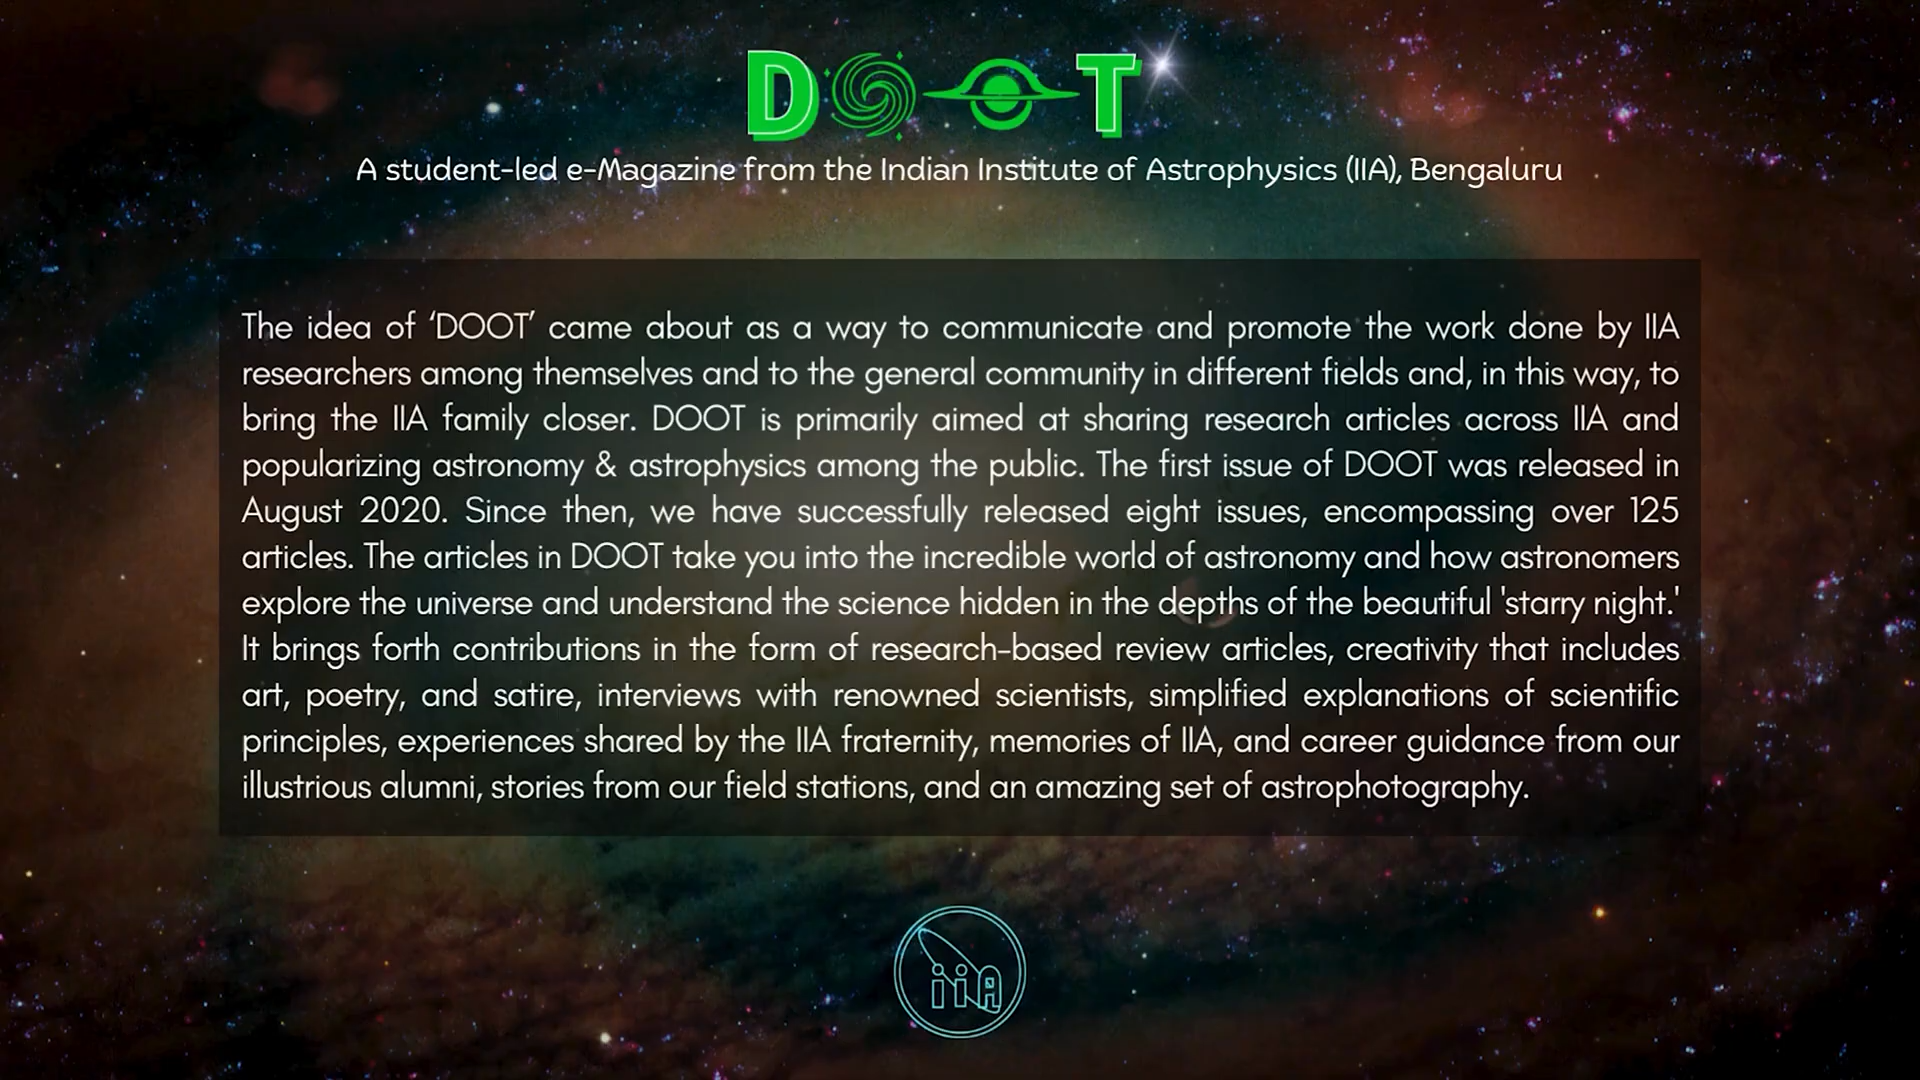 DOOT
A student-led e-Magazine from the Indian Institute of Astrophysics (IIA), Bengaluru
The idea of ‘DOOT’ came about as a way to communicate and promote the work done by IIA
researchers among themselves and to the general community in different fields and, in this way, to
bring the IIA family closer. DOOT is primarily aimed at sharing research articles across IIA and
popularizing astronomy & astrophysics among the public. The first issue of DOOT was released in
August 2020. Since then, we have successfully released eight issues, encompassing over 125
articles. The articles in DOOT take you into the incredible world of astronomy and how astronomers
explore the universe and understand the science hidden in the depths of the beautiful 'starry night.'
It brings forth contributions in the form of research-based review articles, creativity that includes
art, poetry, and satire, interviews with renowned scientists, simplified explanations of scientific
principles, experiences shared by the IIA fraternity, memories of IIA, and career guidance from our
illustrious alumni, stories from our field stations, and an amazing set of astrophotography.
iiA